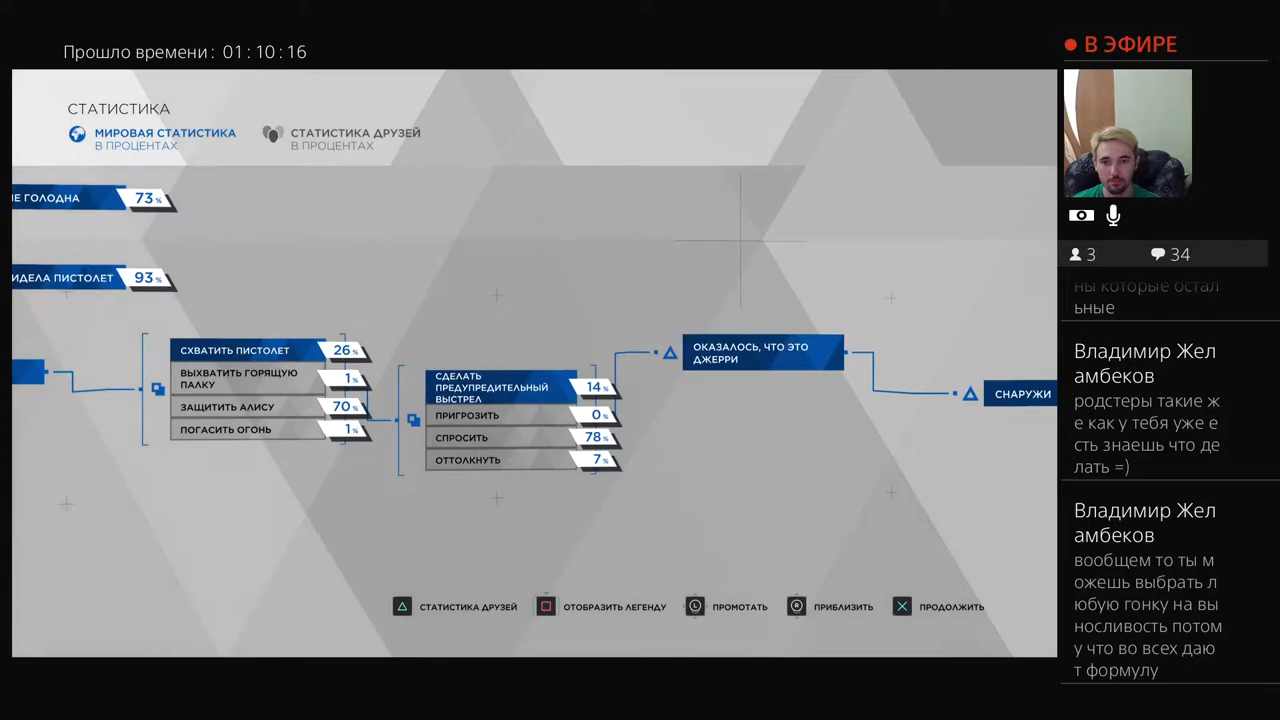 Прошло времени: 01:10:16
В ЭФИРЕ
СТАТИСТИКА
МИРОВАЯ СТАТИСТИКА
В ПРОЦЕНТАХ
СТАТИСТИКА ДРУЗЕЙ
В ПРОЦЕНТАХ
Е ГОЛОДНА 73%
ИДЕЛА ПИСТОЛЕТ 93%
СХВАТИТЬ ПИСТОЛЕТ 26%
ВЫХВАТИТЬ ГОРЯЩУЮ
ПАЛКУ 1%
ЗАЩИТИТЬ АЛИСУ 70%
ПОГАСИТЬ ОГОНЬ 1%
СДЕЛАТЬ
ПРЕДУПРЕДИТЕЛЬНЫЙ
ВЫСТРЕЛ 14%
ПРИГРОЗИТЬ 0%
СПРОСИТЬ 78%
ОТТОЛКНУТЬ 7%
ОКАЗАЛОСЬ, ЧТО ЭТО
ДЖЕРРИ
СНАРУЖИ
СТАТИСТИКА ДРУЗЕЙ
ОТОБРАЗИТЬ ЛЕГЕНДУ
L ПРОМОТАТЬ
R ПРИБЛИЗИТЬ
ПРОДОЛЖИТЬ
3 34
ны которые остал
ьные
Владимир Жел
амбеков
родстеры такие ж
е как у тебя уже е
сть знаешь что де
лать =)
Владимир Жел
амбеков
вообщем то ты м
ожешь выбрать л
юбую гонку на вы
носливость потом
у что во всех даю
т формулу